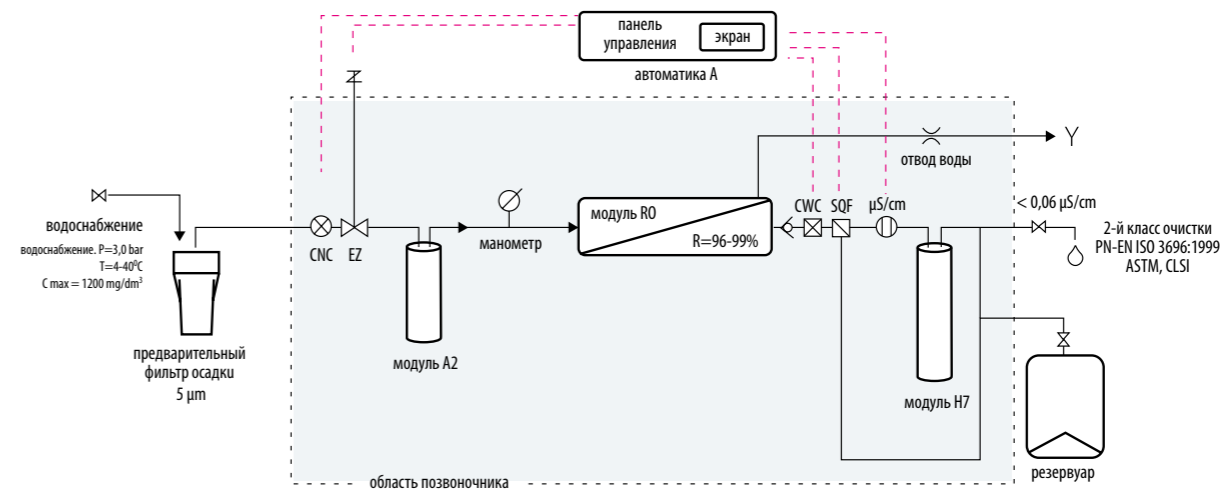 панель
управления
экран
автоматика А
отвод воды
Y
водоснабжение
водоснабжение. P=3,0 bar
T=4-40⁰C
C max = 1200 mg/dm³
CNC
EZ
манометр
модуль RO
R=96-99%
CWC
SQF
µS/cm
< 0,06 µS/cm
2-й класс очистки
PN-EN ISO 3696:1999
ASTM, CLSI
предварительный
фильтр осадки
5 µm
модуль A2
модуль H7
резервуар
область позвоночника